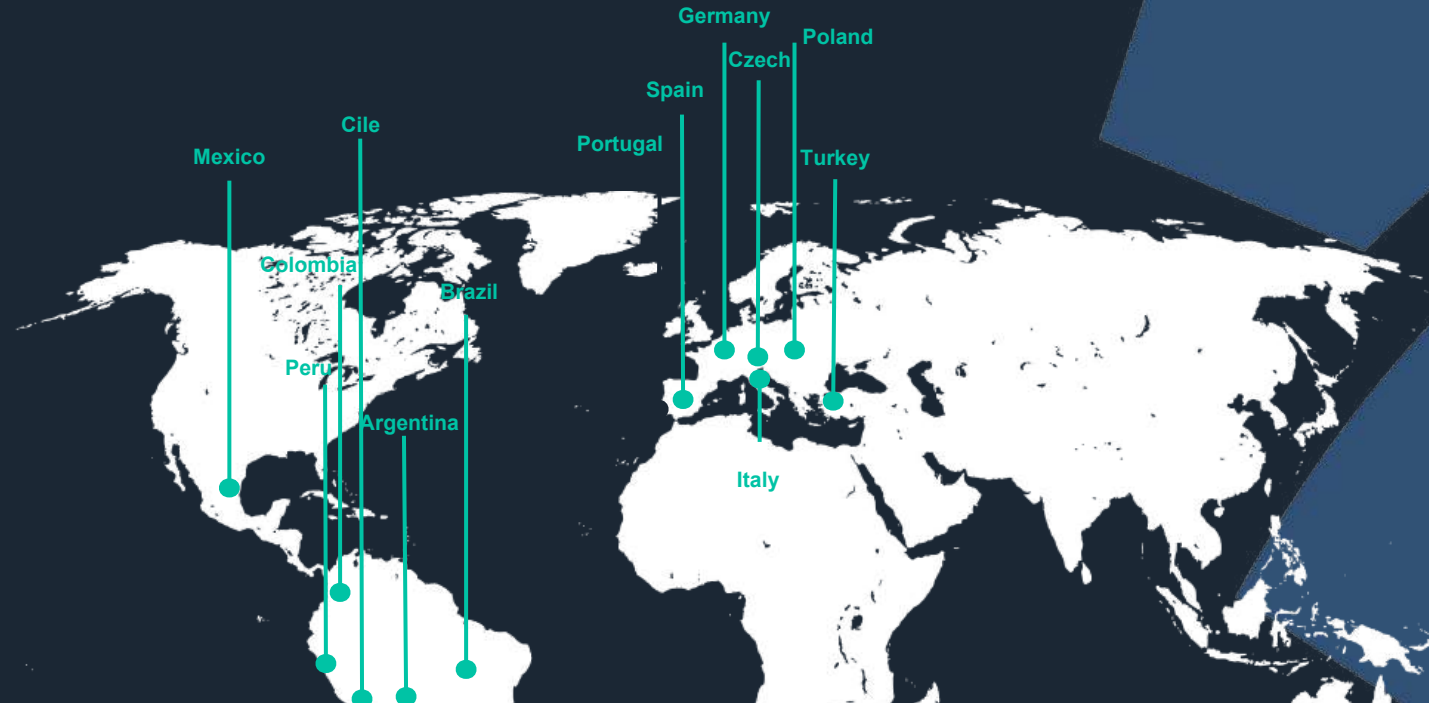 Germany
Poland
Czech
Spain
Cile
Portugal
Mexico
Turkey
Colombia
Brazil
Peru
Argentina
Italy